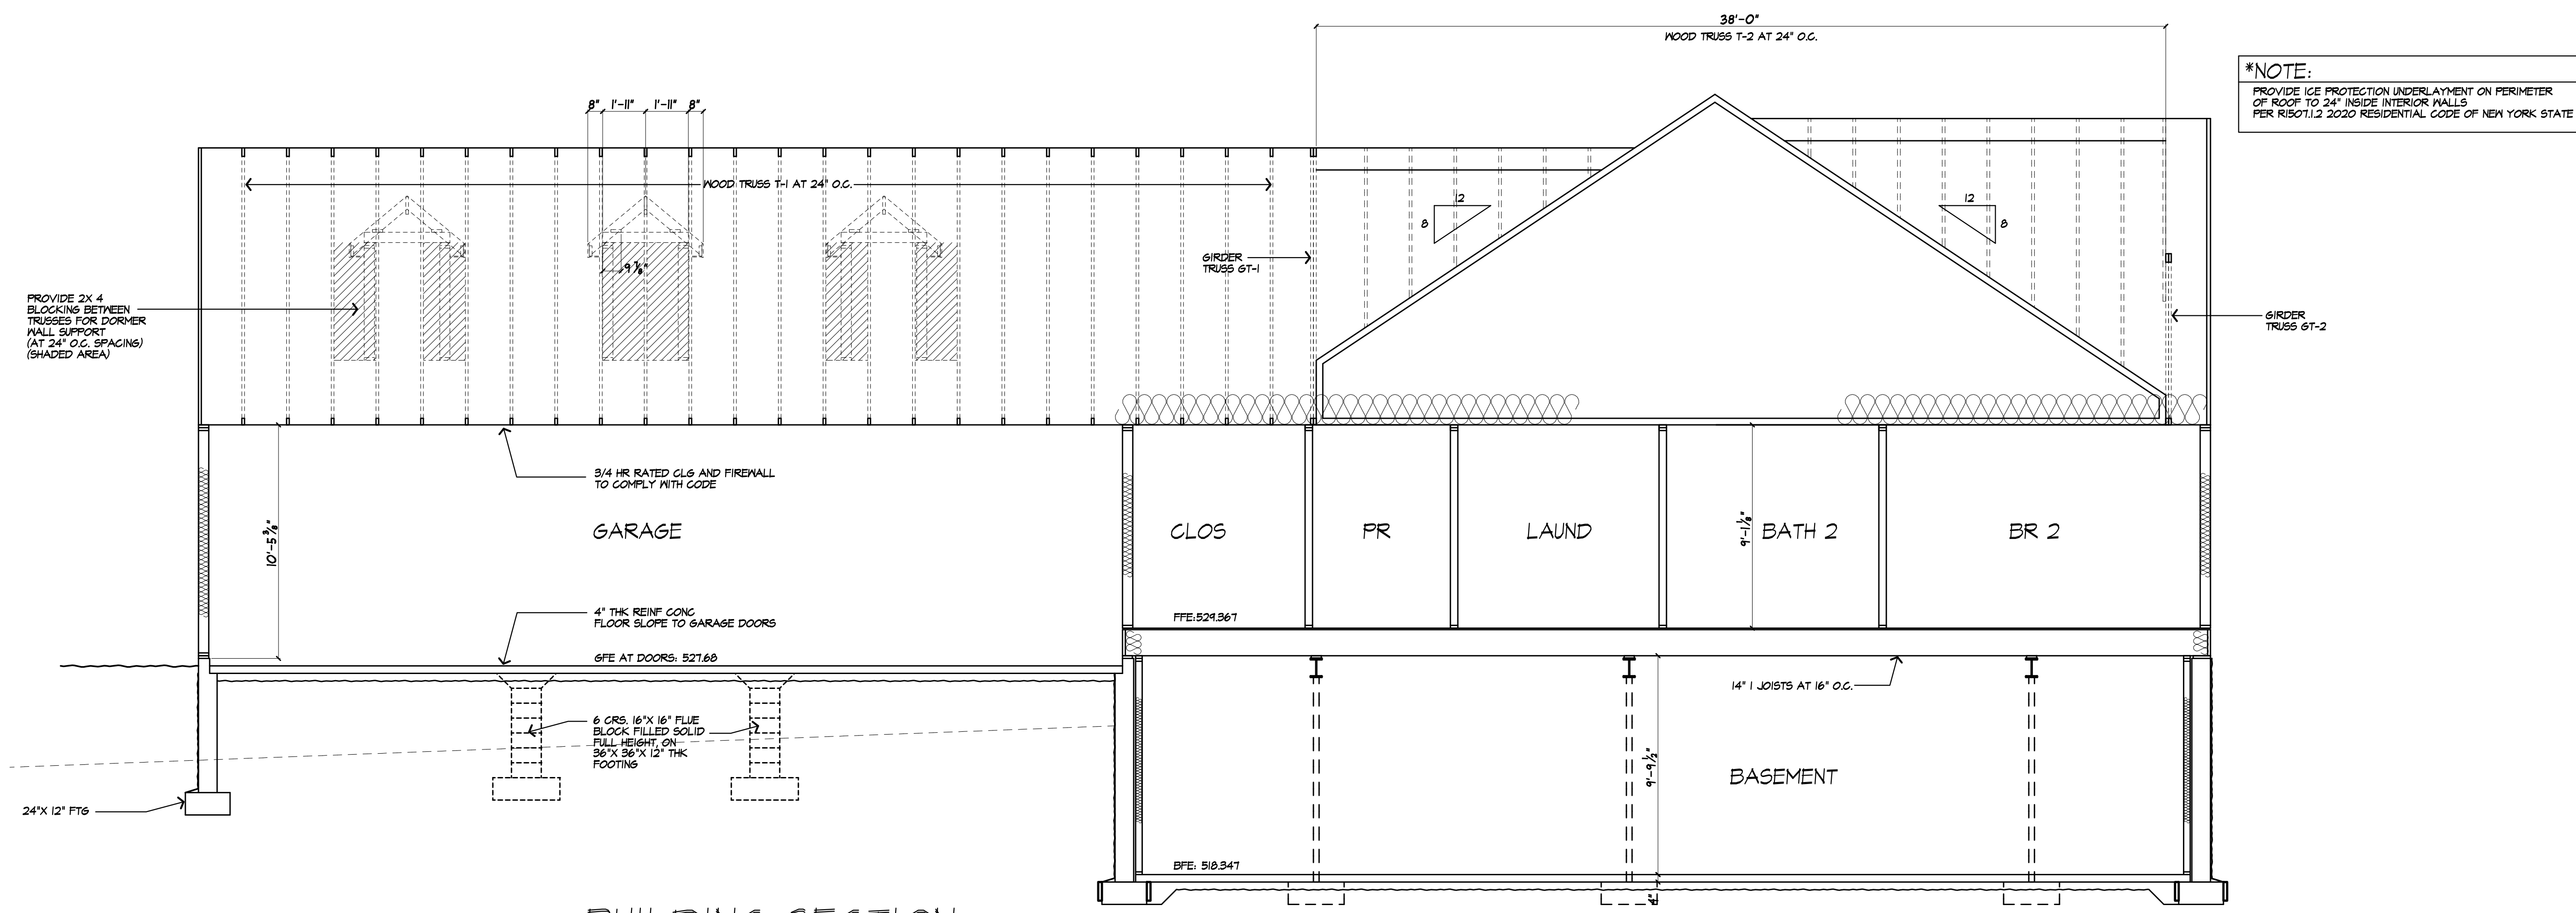 38'-0"
WOOD TRUSS T-2 AT 24" O.C.
*NOTE:
PROVIDE ICE PROTECTION UNDERLAYMENT ON PERIMETER
OF ROOF TO 24" INSIDE INTERIOR WALLS
PER R1507.1.2 2020 RESIDENTIAL CODE OF NEW YORK STATE
8" 1'-11" 1'-11" 8"
WOOD TRUSS T-1 AT 24" O.C.
12
8
12
8
GIRDER
TRUSS GT-1
9 7/8"
PROVIDE 2X 4
BLOCKING BETWEEN
TRUSSES FOR DORMER
WALL SUPPORT
(AT 24" O.C. SPACING)
(SHADED AREA)
GIRDER
TRUSS GT-2
3/4 HR RATED CLG AND FIREWALL
TO COMPLY WITH CODE
10'-5 3/8"
GARAGE
CLOS
PR
LAUND
9'-1 1/8"
BATH 2
BR 2
4" THK REINF CONC
FLOOR SLOPE TO GARAGE DOORS
FFE:529.367
GFE AT DOORS: 527.68
14" I JOISTS AT 16" O.C.
6 CRS. 16"X 16" FLUE
BLOCK FILLED SOLID
FULL HEIGHT, ON
36"X 36"X 12" THK
FOOTING
9'-9 1/2"
BASEMENT
24"X 12" FTG
BFE: 518.347
4"
BUILDING SECTION